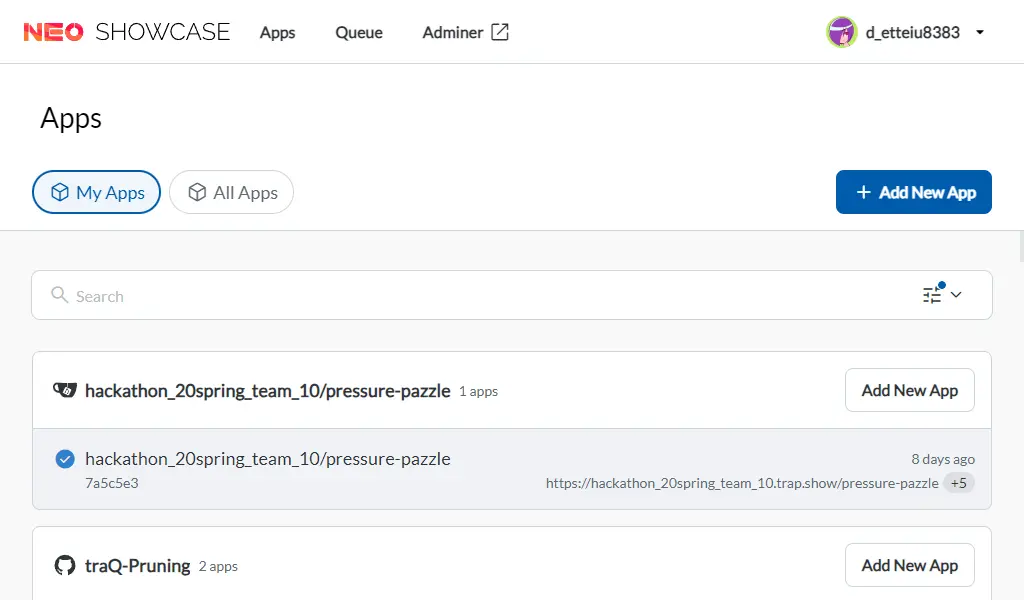 NEO SHOWCASE Apps Queue Adminer d_etteiu8383
Apps
My Apps All Apps + Add New App
Search
hackathon_20spring_team_10/pressure-pazzle 1 apps Add New App
hackathon_20spring_team_10/pressure-pazzle 8 days ago
7a5c5e3 https://hackathon_20spring_team_10.trap.show/pressure-pazzle +5
traQ-Pruning 2 apps Add New App